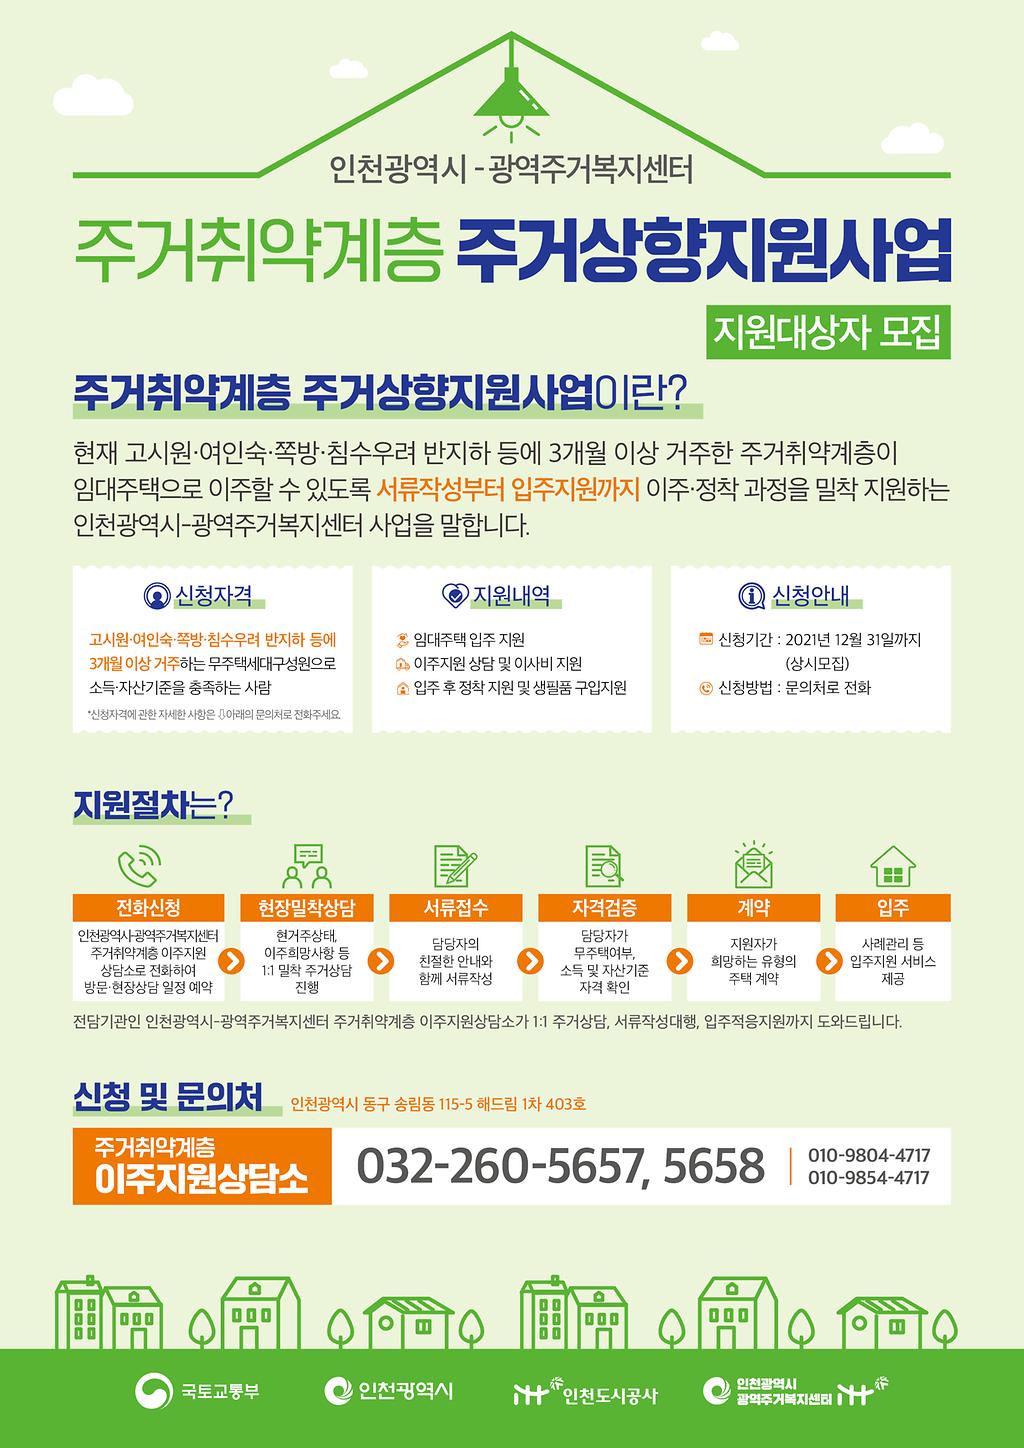 인천광역시 - 광역주거복지센터
주거취약계층 주거상향지원사업
지원대상자 모집
주거취약계층 주거상향지원사업이란?
현재 고시원·여인숙·쪽방·침수우려 반지하 등에 3개월 이상 거주한 주거취약계층이
임대주택으로 이주할 수 있도록 서류작성부터 입주지원까지 이주·정착 과정을 밀착 지원하는
인천광역시-광역주거복지센터 사업을 말합니다.
신청자격
고시원·여인숙·쪽방·침수우려 반지하 등에
3개월 이상 거주하는 무주택세대구성원으로
소득·자산기준을 충족하는 사람
*신청자격에 관한 자세한 사항은 ⇩아래의 문의처로 전화주세요.
지원내역
임대주택 입주 지원
이주지원 상담 및 이사비 지원
입주 후 정착 지원 및 생필품 구입지원
신청안내
신청기간 : 2021년 12월 31일까지
(상시모집)
신청방법 : 문의처로 전화
지원절차는?
전화신청
인천광역시-광역주거복지센터
주거취약계층 이주지원
상담소로 전화하여
방문·현장상담 일정 예약
현장밀착상담
현거주상태,
이주희망사항 등
1:1 밀착 주거상담
진행
서류접수
담당자의
친절한 안내와
함께 서류작성
자격검증
담당자가
무주택여부,
소득 및 자산기준
자격 확인
계약
지원자가
희망하는 유형의
주택 계약
입주
사례관리 등
입주지원 서비스
제공
전담기관인 인천광역시-광역주거복지센터 주거취약계층 이주지원상담소가 1:1 주거상담, 서류작성대행, 입주적응지원까지 도와드립니다.
신청 및 문의처 인천광역시 동구 송림동 115-5 해드림 1차 403호
주거취약계층
이주지원상담소
032-260-5657, 5658
010-9804-4717
010-9854-4717
국토교통부
인천광역시
인천도시공사
인천광역시
광역주거복지센터